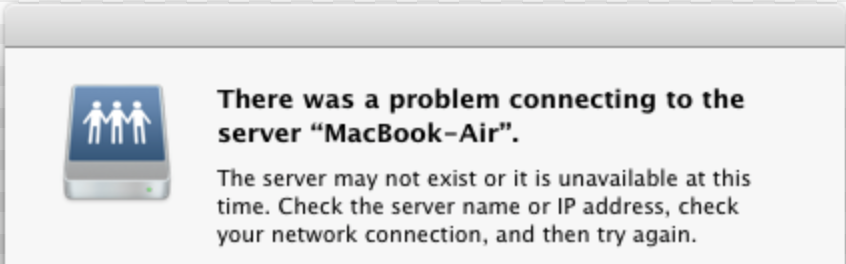 There was a problem connecting to the
server “MacBook-Air”.
The server may not exist or it is unavailable at this
time. Check the server name or IP address, check
your network connection, and then try again.